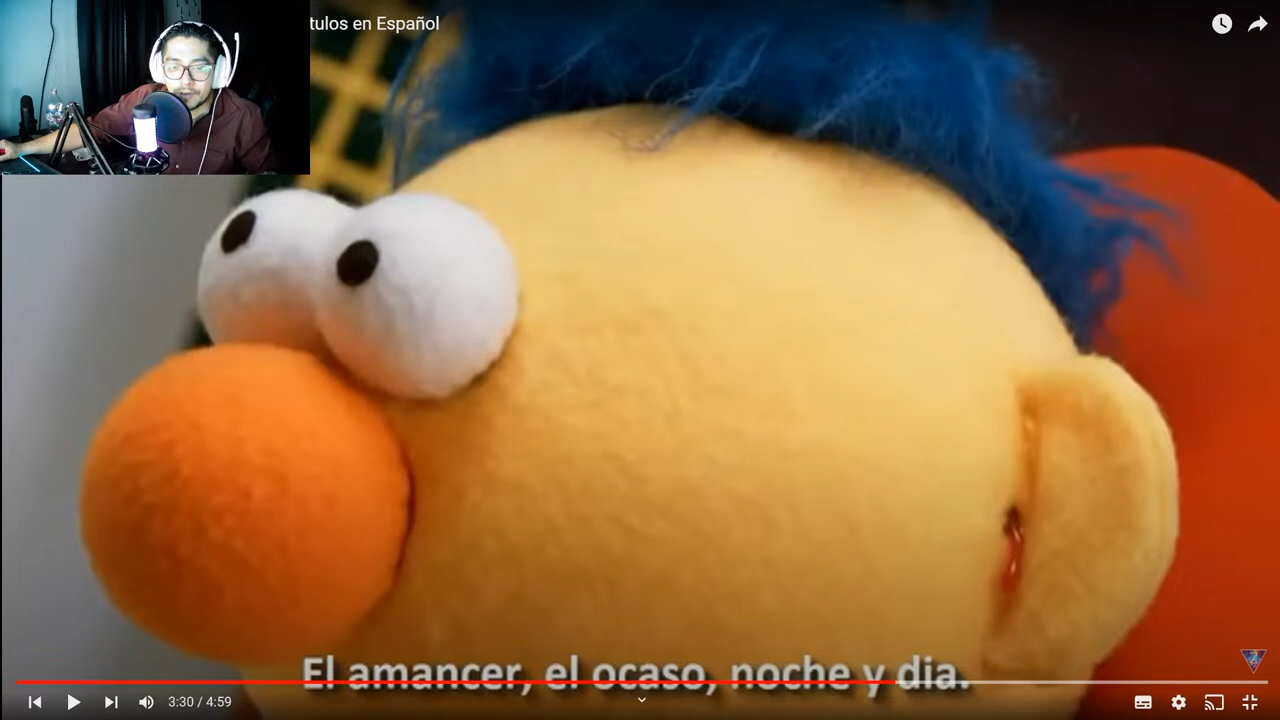 tulos en Español
El amancer, el ocaso, noche y dia.
3:30 / 4:59